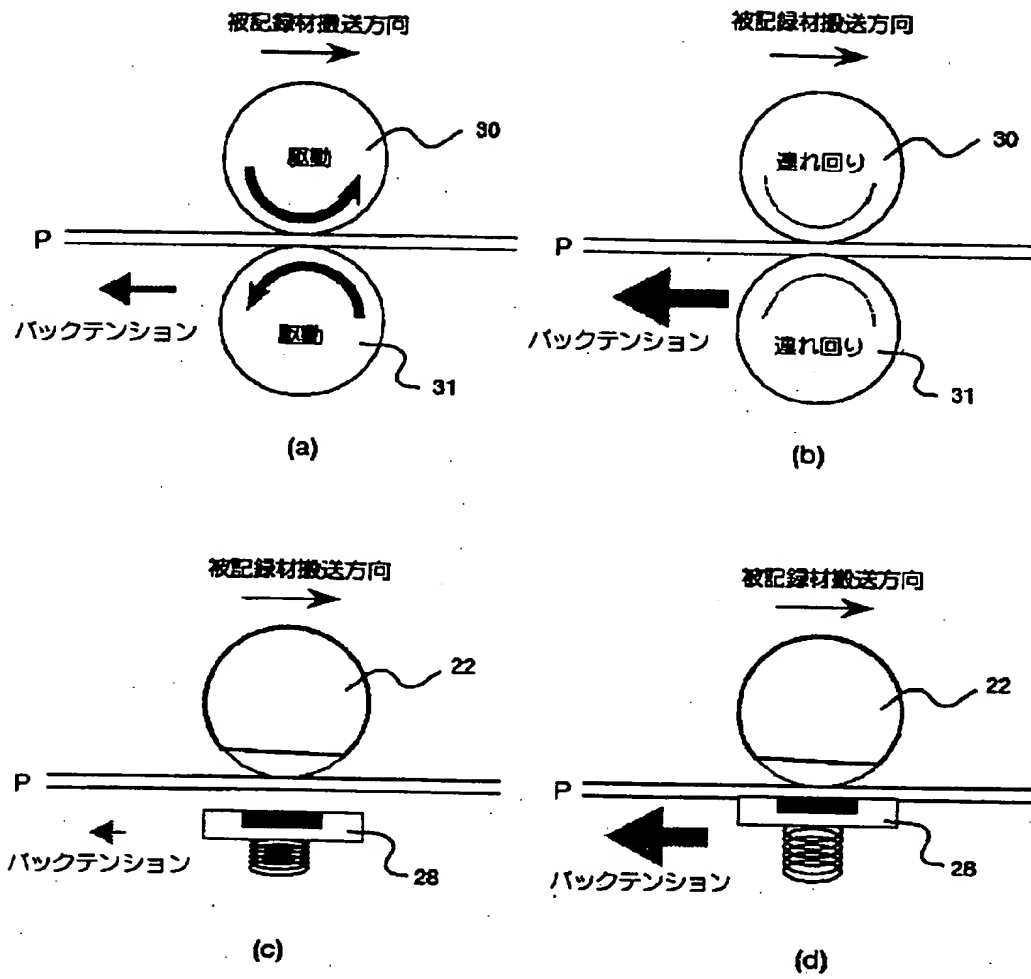 被記録材搬送方向
30
駆動
P
バックテンション
駆動
31
(a)
被記録材搬送方向
30
連れ回り
P
バックテンション
連れ回り
31
(b)
被記録材搬送方向
22
P
バックテンション
28
(c)
被記録材搬送方向
22
P
バックテンション
28
(d)